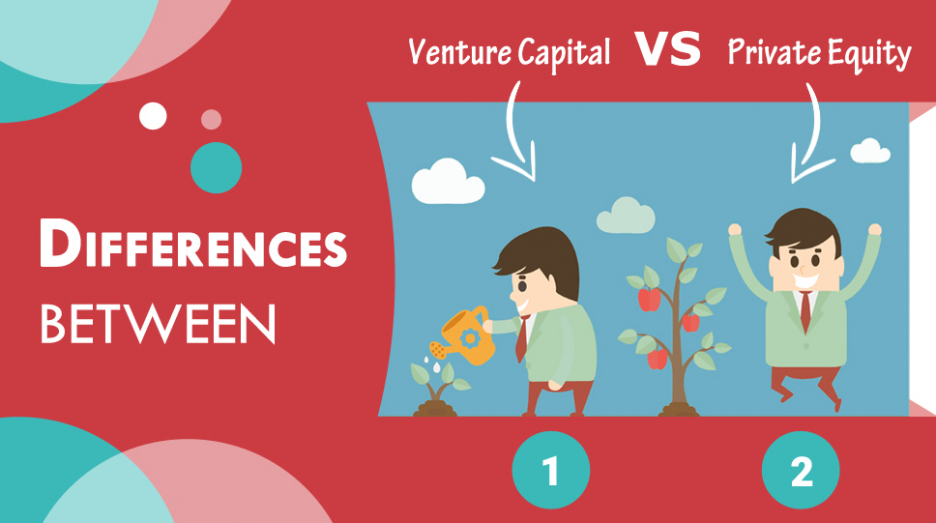 Venture Capital VS Private Equity
DIFFERENCES
BETWEEN
1
2